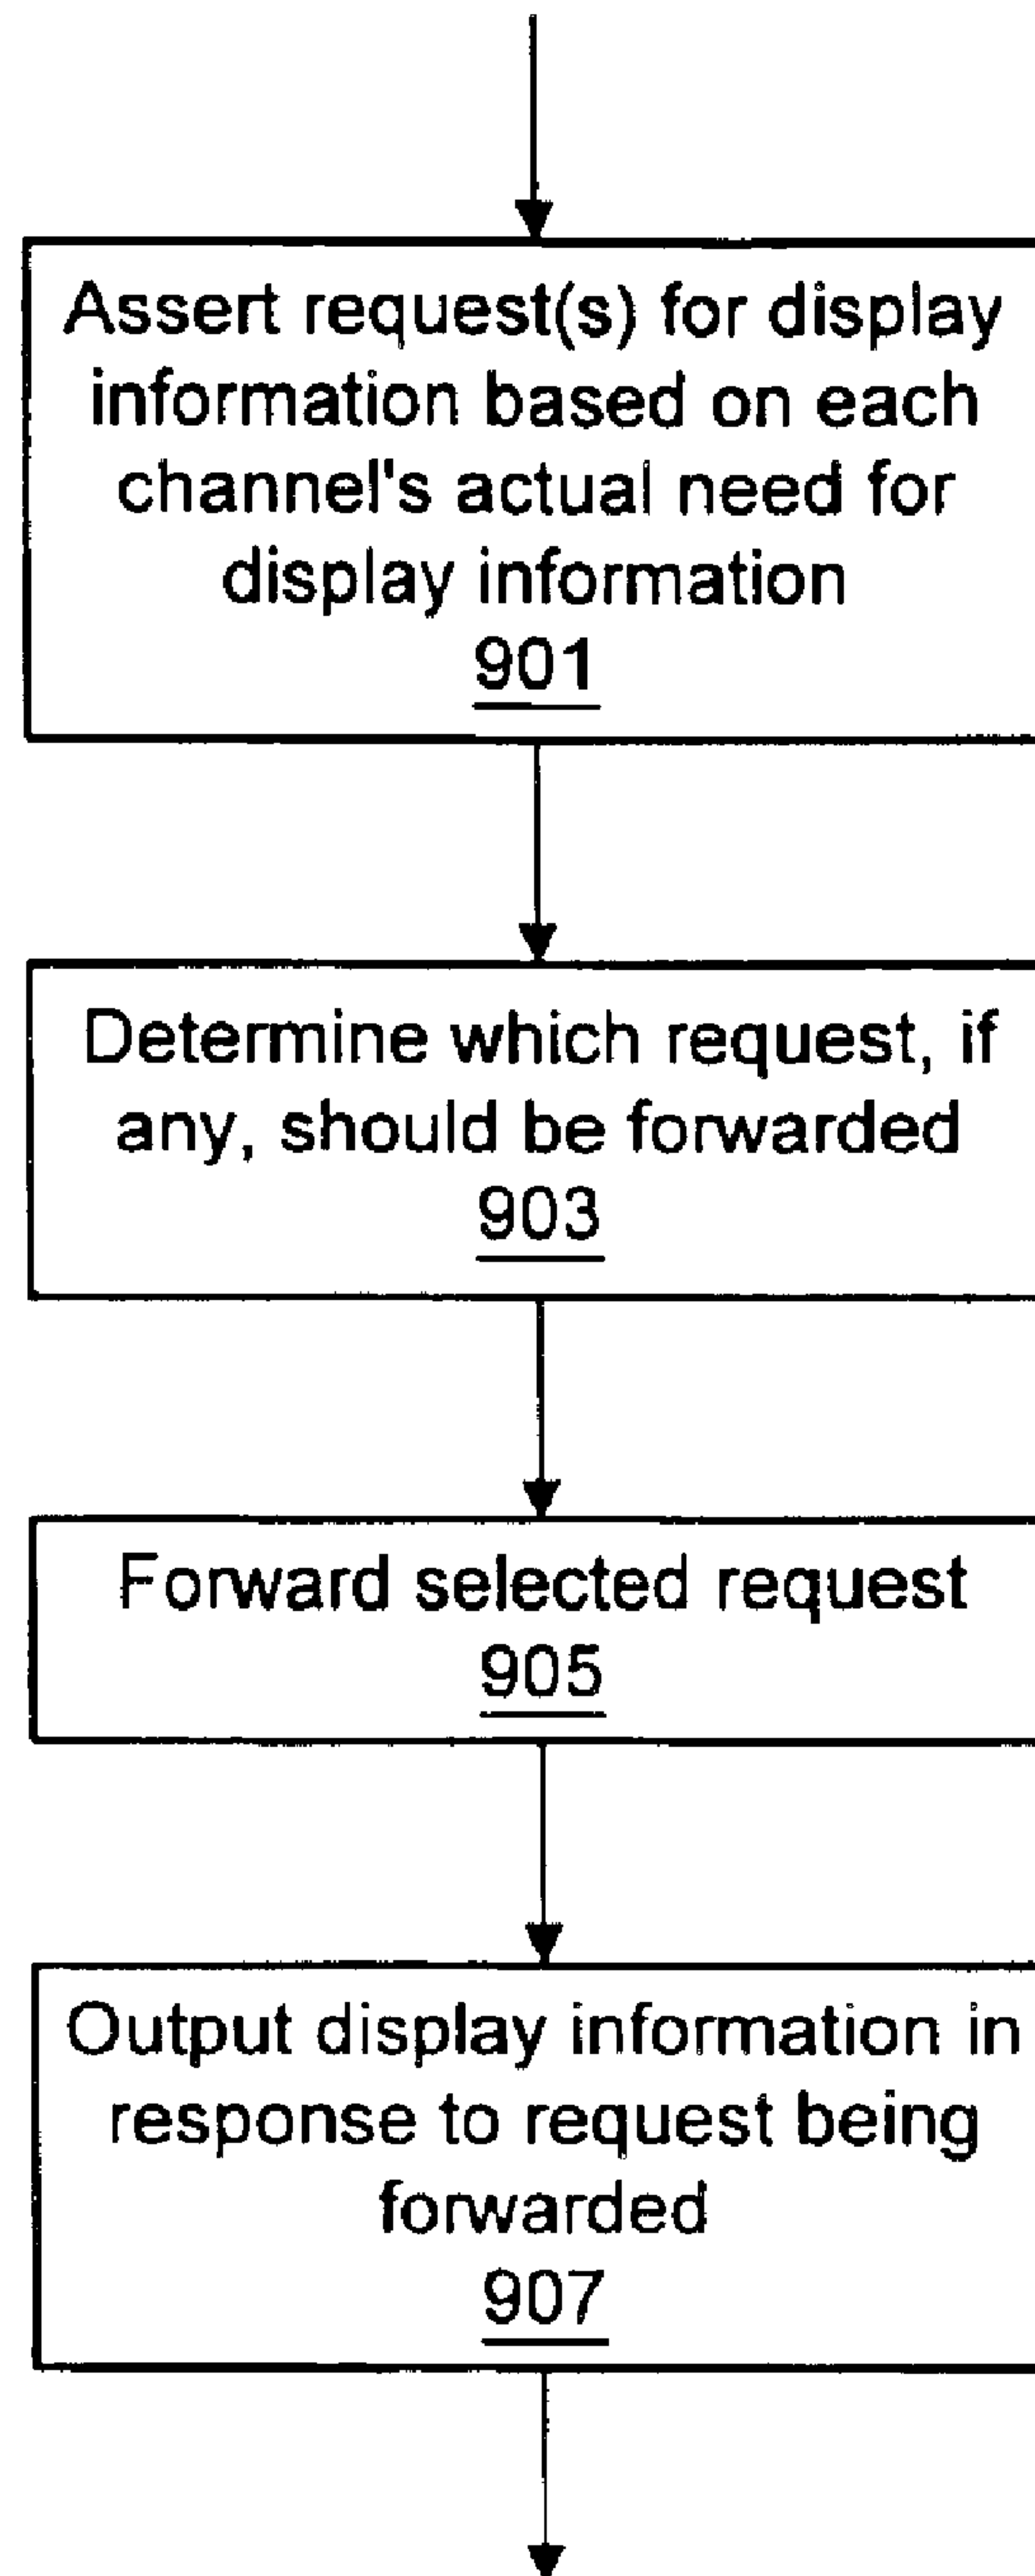 Assert request(s) for display
information based on each
channel's actual need for
display information
901
Determine which request, if
any, should be forwarded
903
Forward selected request
905
Output display information in
response to request being
forwarded
907